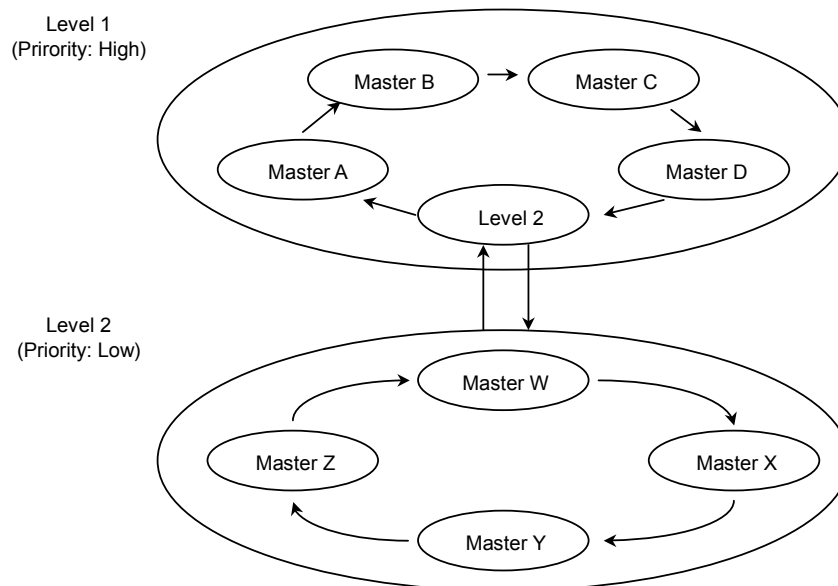 Level 1
(Prirority: High)
Master B
Master C
Master A
Master D
Level 2
Level 2
(Priority: Low)
Master W
Master Z
Master X
Master Y